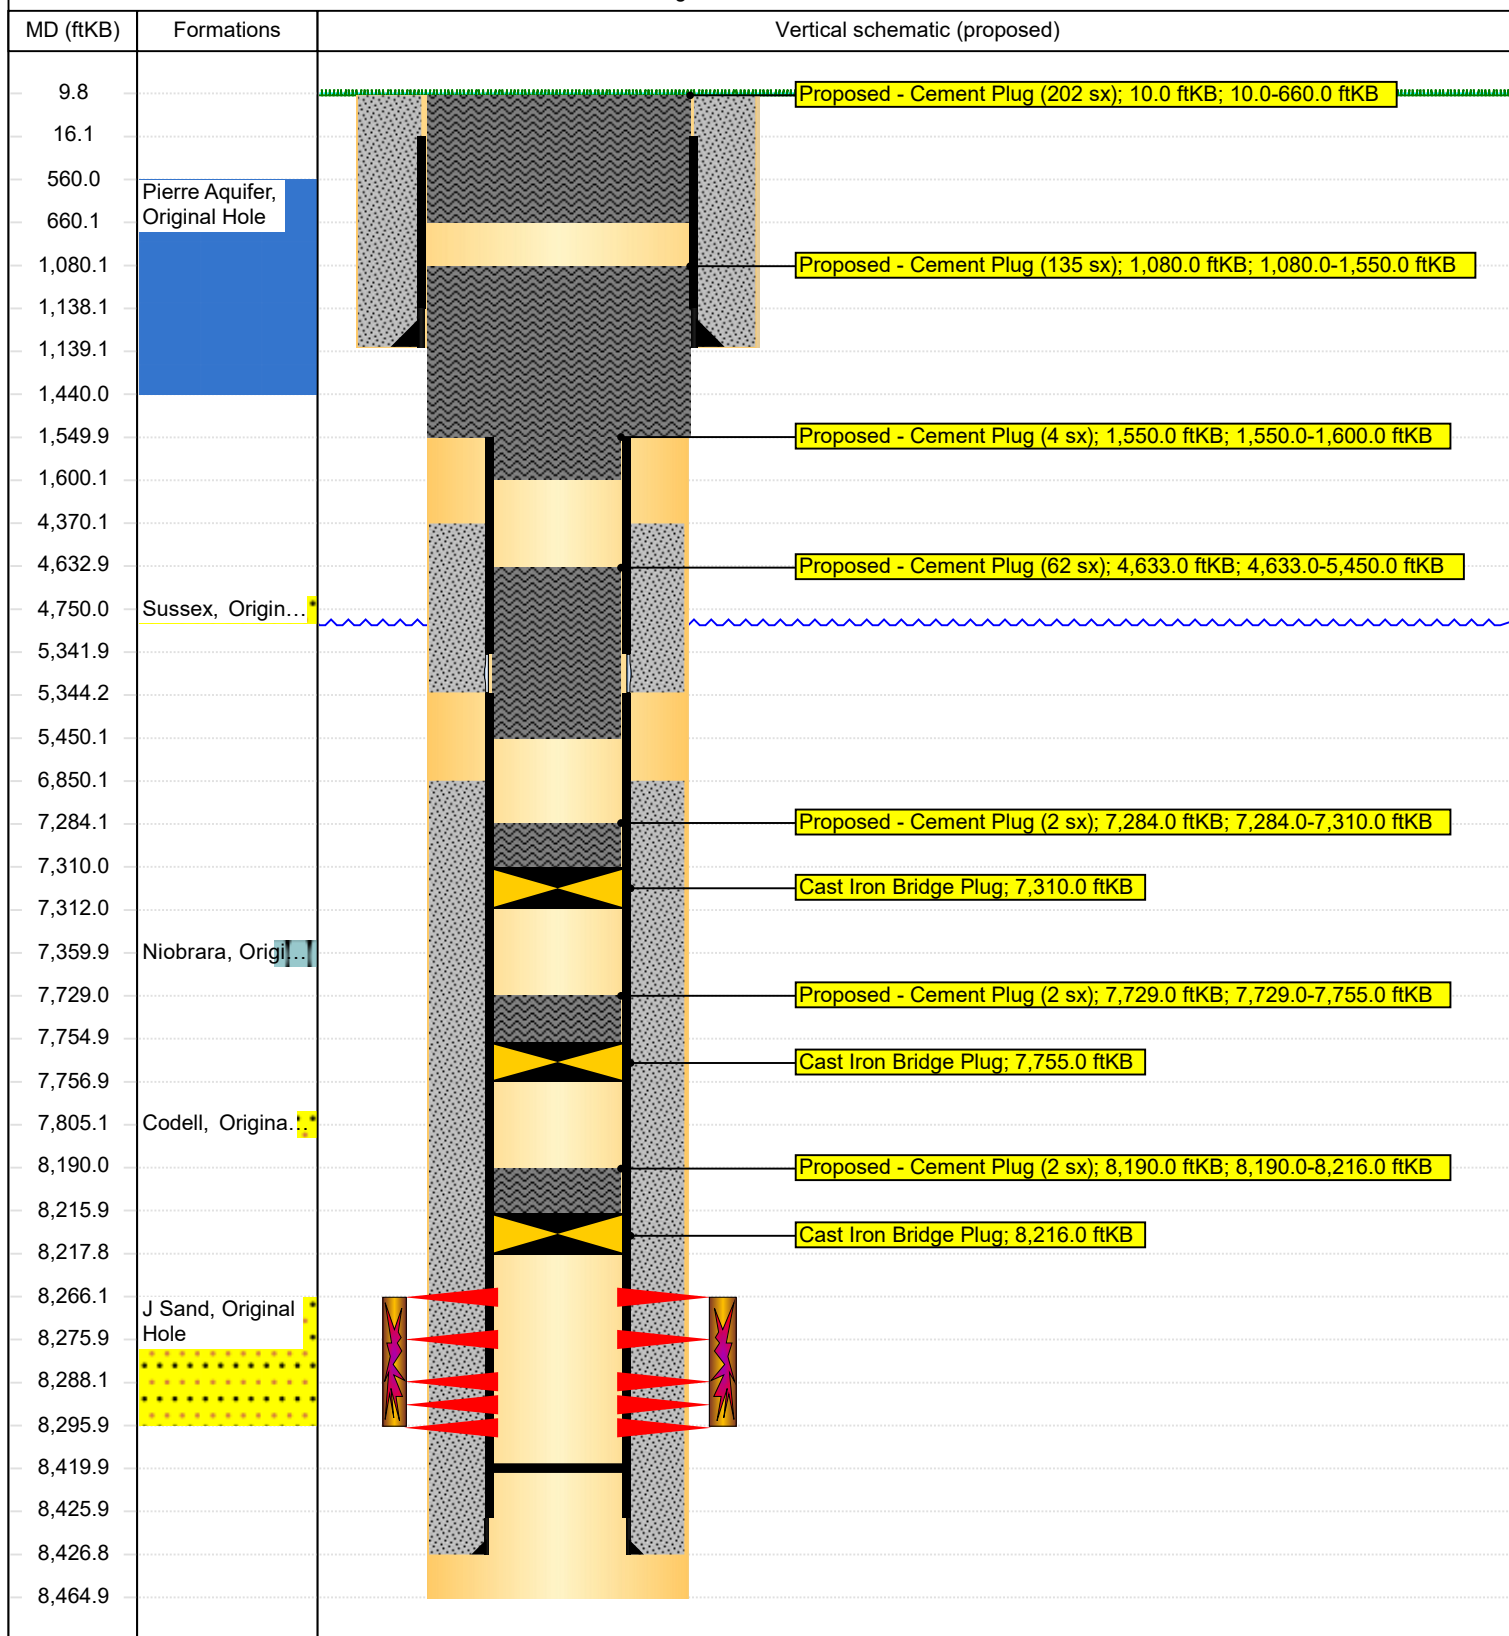 MD (ftKB) Formations Vertical schematic (proposed)
9.8 Proposed - Cement Plug (202 sx); 10.0 ftKB; 10.0-660.0 ftKB
16.1
560.0
Pierre Aquifer,
Original Hole
660.1
1,080.1 Proposed - Cement Plug (135 sx); 1,080.0 ftKB; 1,080.0-1,550.0 ftKB
1,138.1
1,139.1
1,440.0
1,549.9 Proposed - Cement Plug (4 sx); 1,550.0 ftKB; 1,550.0-1,600.0 ftKB
1,600.1
4,370.1
4,632.9 Proposed - Cement Plug (62 sx); 4,633.0 ftKB; 4,633.0-5,450.0 ftKB
4,750.0 Sussex, Origin…
5,341.9
5,344.2
5,450.1
6,850.1
7,284.1 Proposed - Cement Plug (2 sx); 7,284.0 ftKB; 7,284.0-7,310.0 ftKB
7,310.0
Cast Iron Bridge Plug; 7,310.0 ftKB
7,312.0
7,359.9 Niobrara, Origi…
7,729.0 Proposed - Cement Plug (2 sx); 7,729.0 ftKB; 7,729.0-7,755.0 ftKB
7,754.9
Cast Iron Bridge Plug; 7,755.0 ftKB
7,756.9
7,805.1 Codell, Origina…
8,190.0 Proposed - Cement Plug (2 sx); 8,190.0 ftKB; 8,190.0-8,216.0 ftKB
8,215.9
Cast Iron Bridge Plug; 8,216.0 ftKB
8,217.8
8,266.1
J Sand, Original
Hole
8,275.9
8,288.1
8,295.9
8,419.9
8,425.9
8,426.8
8,464.9